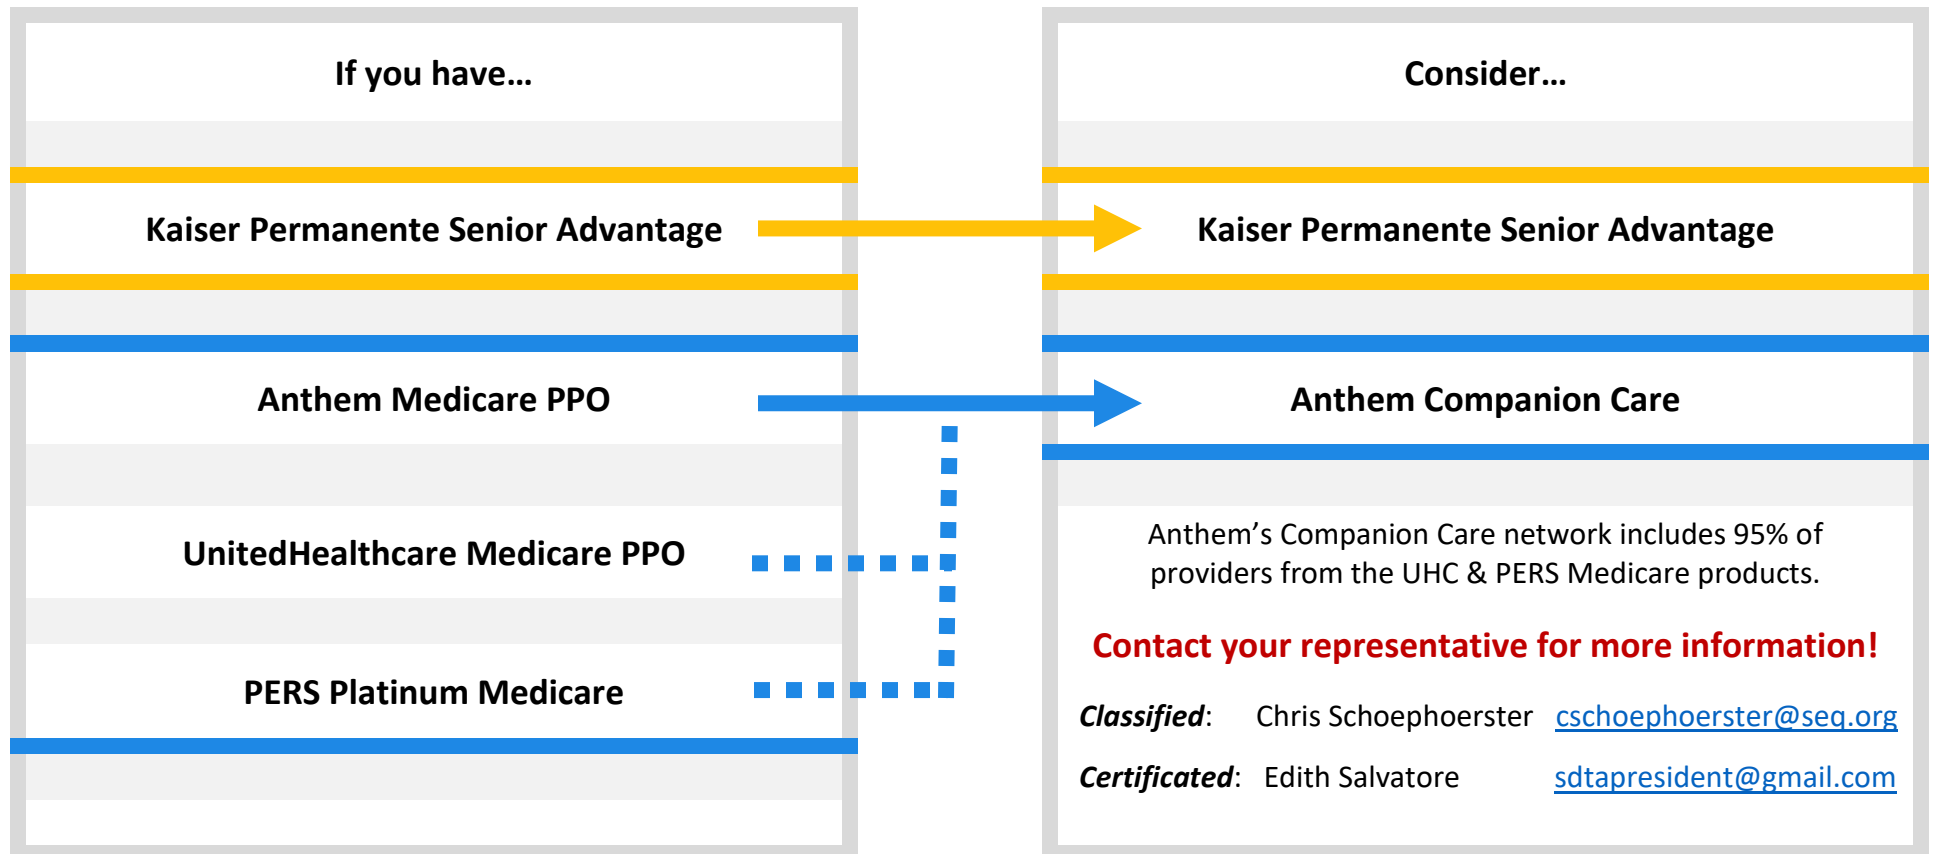 If you have…
Kaiser Permanente Senior Advantage
Anthem Medicare PPO
UnitedHealthcare Medicare PPO
PERS Platinum Medicare
Consider…
Kaiser Permanente Senior Advantage
Anthem Companion Care
Anthem’s Companion Care network includes 95% of
providers from the UHC & PERS Medicare products.
Contact your representative for more information!
Classified: Chris Schoephoerster cschoephoerster@seq.org
Certificated: Edith Salvatore sdtapresident@gmail.com